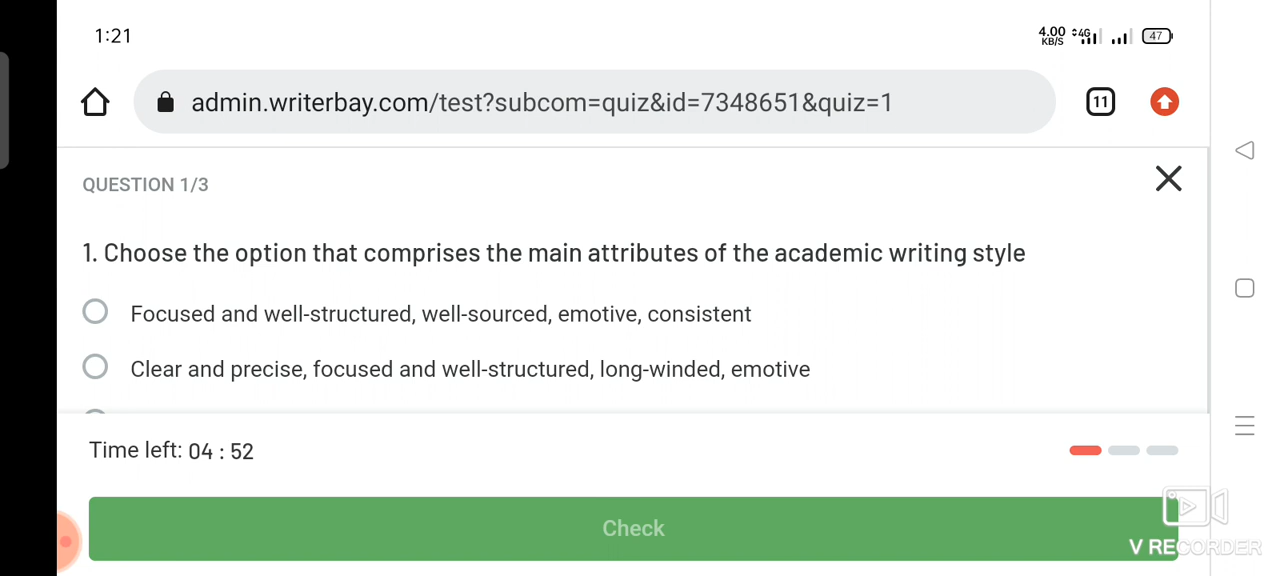 1:21
4.00
KB/S
4G
47
admin.writerbay.com/test?subcom=quiz&id=7348651&quiz=1
11
QUESTION 1/3
1. Choose the option that comprises the main attributes of the academic writing style
Focused and well-structured, well-sourced, emotive, consistent
Clear and precise, focused and well-structured, long-winded, emotive
Time left: 04 : 52
Check
V RECORDER